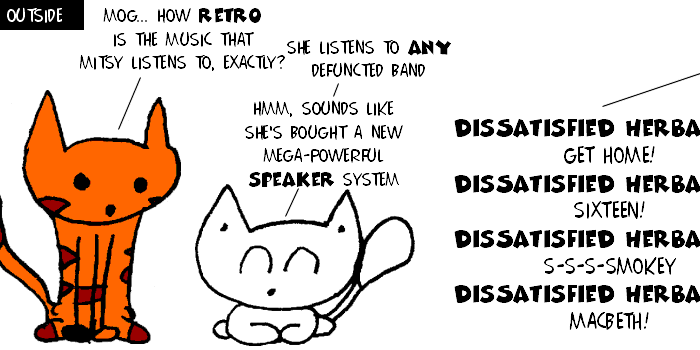 OUTSIDE
MOG... HOW RETRO
IS THE MUSIC THAT
MITSY LISTENS TO, EXACTLY?
SHE LISTENS TO ANY
DEFUNCTED BAND
HMM, SOUNDS LIKE
SHE'S BOUGHT A NEW
MEGA-POWERFUL
SPEAKER SYSTEM
DISSATISFIED HERBA
GET HOME!
DISSATISFIED HERBA
SIXTEEN!
DISSATISFIED HERBA
S-S-S-SMOKEY
DISSATISFIED HERBA
MACBETH!